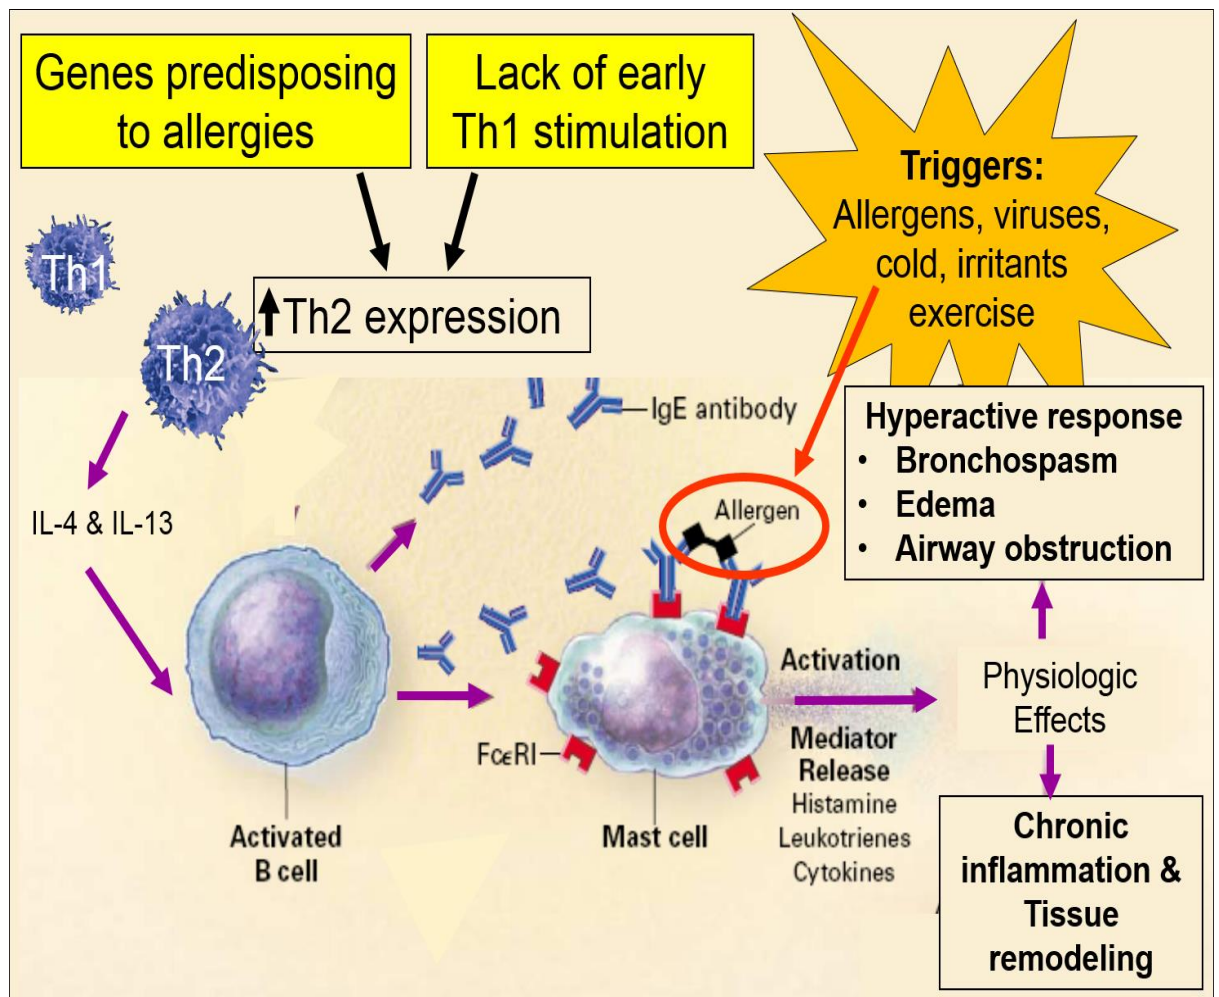 Genes predisposing
to allergies
Lack of early
Th1 stimulation
Triggers:
Allergens, viruses,
cold, irritants
exercise
Th1
Th2
Th2 expression
IgE antibody
IL-4 & IL-13
Allergen
Hyperactive response
• Bronchospasm
• Edema
• Airway obstruction
Activation
Physiologic
Effects
FcεRI
Mediator
Release
Histamine
Leukotrienes
Cytokines
Activated
B cell
Mast cell
Chronic
inflammation &
Tissue
remodeling